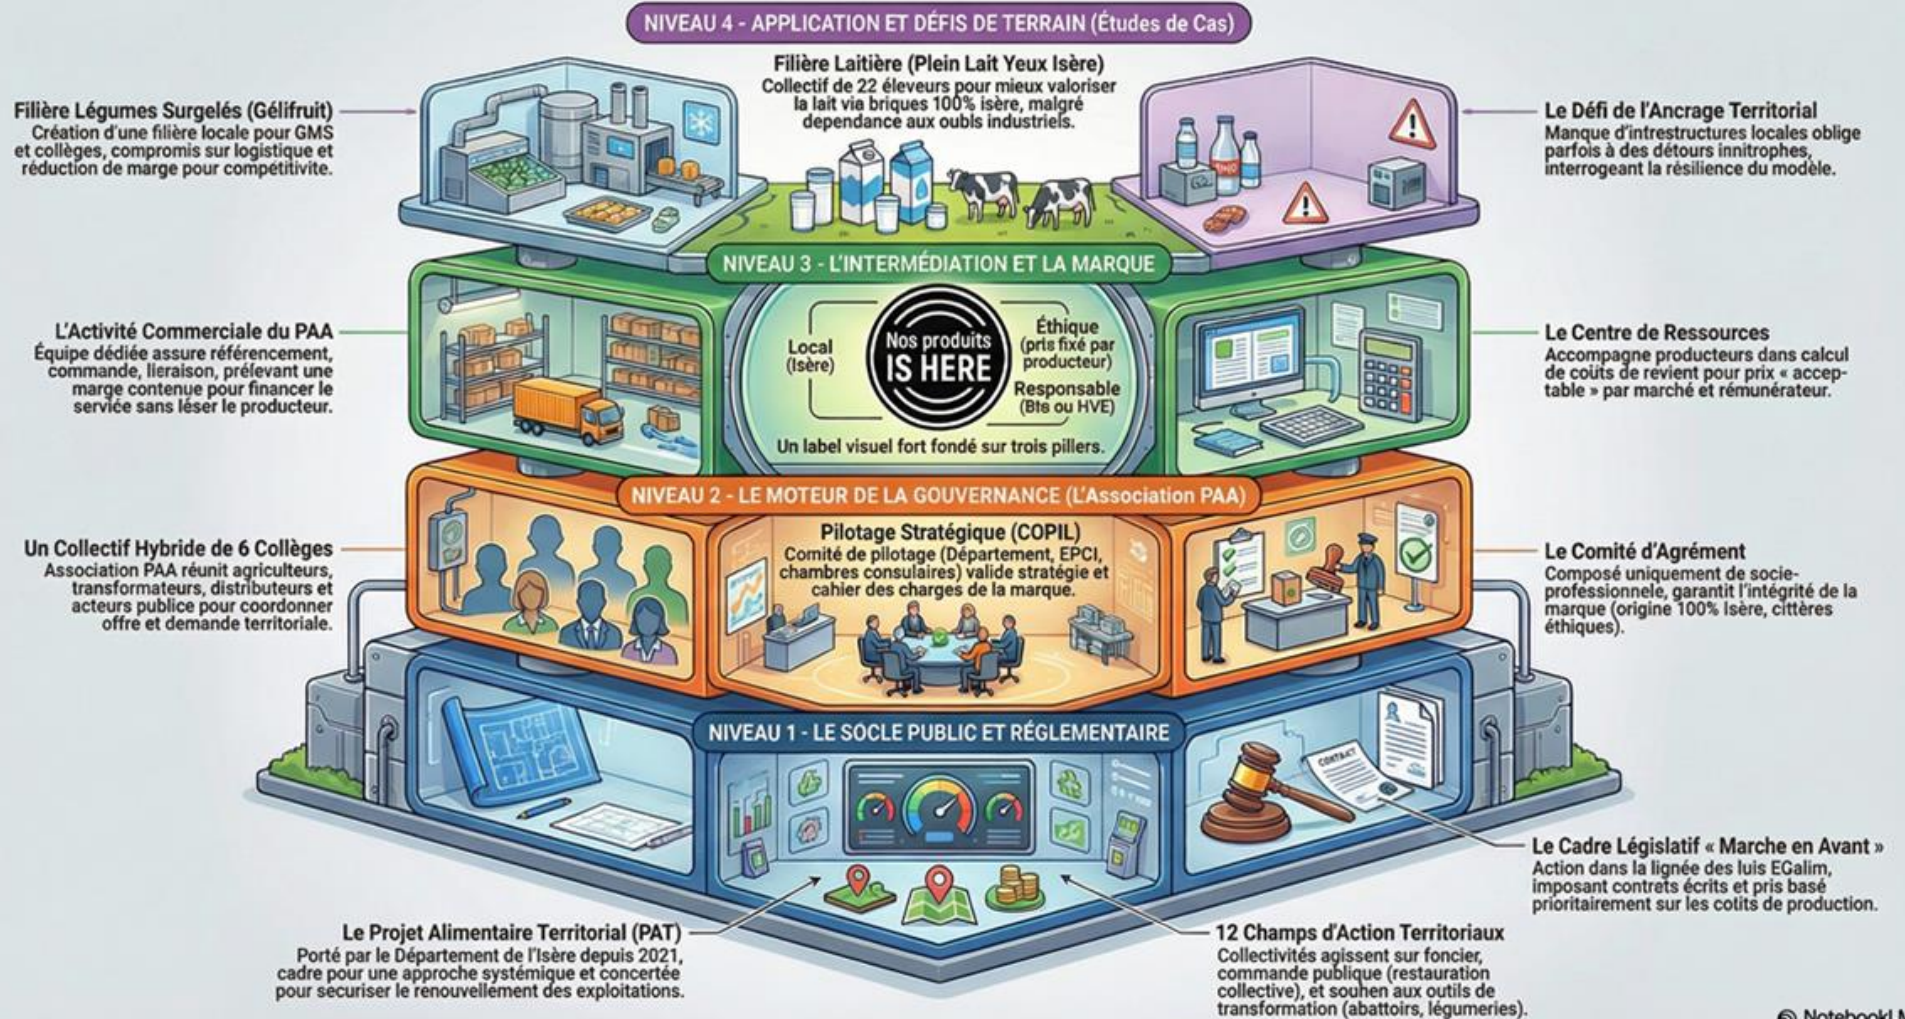 NIVEAU 4 - APPLICATION ET DÉFIS DE TERRAIN (Études de Cas)
Filière Légumes Surgelés (Gélifruit)
Création d'une filière locale pour GMS
et collèges, compromis sur logistique et
réduction de marge pour compétitivite.
Filière Laitière (Plein Lait Yeux Isère)
Collectif de 22 éleveurs pour mieux valoriser
la lait via briques 100% isère, malgré
dependance aux oubls industriels.
Le Défi de l'Ancrage Territorial
Manque d'intrestructures locales oblige
parfois à des détours innitrophes,
interrogeant la résilience du modèle.
NIVEAU 3 - L'INTERMÉDIATION ET LA MARQUE
L'Activité Commerciale du PAA
Équipe dédiée assure référencement,
commande, lieraison, prélevant une
marge contenue pour financer le
serviće sans léser le producteur.
Local
(Isère)
Nos produits
IS HERE
Éthique
(pris fixé par
producteur)
Responsable
(Bts ou HVE)
Un label visuel fort fondé sur trois pillers.
Le Centre de Ressources
Accompagne producteurs dans calcul
de coûts de revient pour prix « accep-
table » par marché et rémunérateur.
NIVEAU 2 - LE MOTEUR DE LA GOUVERNANCE (L'Association PAA)
Un Collectif Hybride de 6 Collèges
Association PAA réunit agriculteurs,
transformateurs, distributeurs et
acteurs publice pour coordonner
offre et demande territoriale.
Pilotage Stratégique (COPIL)
Comité de pilotage (Département, EPCI,
chambres consulaires) valide stratégie et
cahier des charges de la marque.
Le Comité d'Agrément
Composé uniquement de socie-
professionnele, garantit l'intégrité de la
marque (origine 100% Isère, cittères
éthiques).
NIVEAU 1 - LE SOCLE PUBLIC ET RÉGLEMENTAIRE
CONTRACT
Le Cadre Législatif « Marche en Avant »
Action dans la lignée des luis EGalim,
imposant contrets écrits et pris basé
prioritairement sur les cotits de production.
Le Projet Alimentaire Territorial (PAT)
Porté par le Département de l'Isère depuis 2021,
cadre pour une approche systémique et concertée
pour securiser le renouvellement des exploitations.
12 Champs d'Action Territoriaux
Collectivités agissent sur foncier,
commande publique (restauration
collective), et souhen aux outils de
transformation (abattoirs, légumeries).
NotebookLM